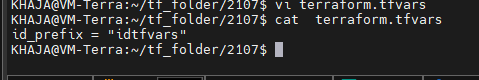 KHAJA@VM-Terra:~/tf_folder/2107$ vi terraform.tfvars
KHAJA@VM-Terra:~/tf_folder/2107$ cat  terraform.tfvars
id_prefix = "idtfvars"
KHAJA@VM-Terra:~/tf_folder/2107$